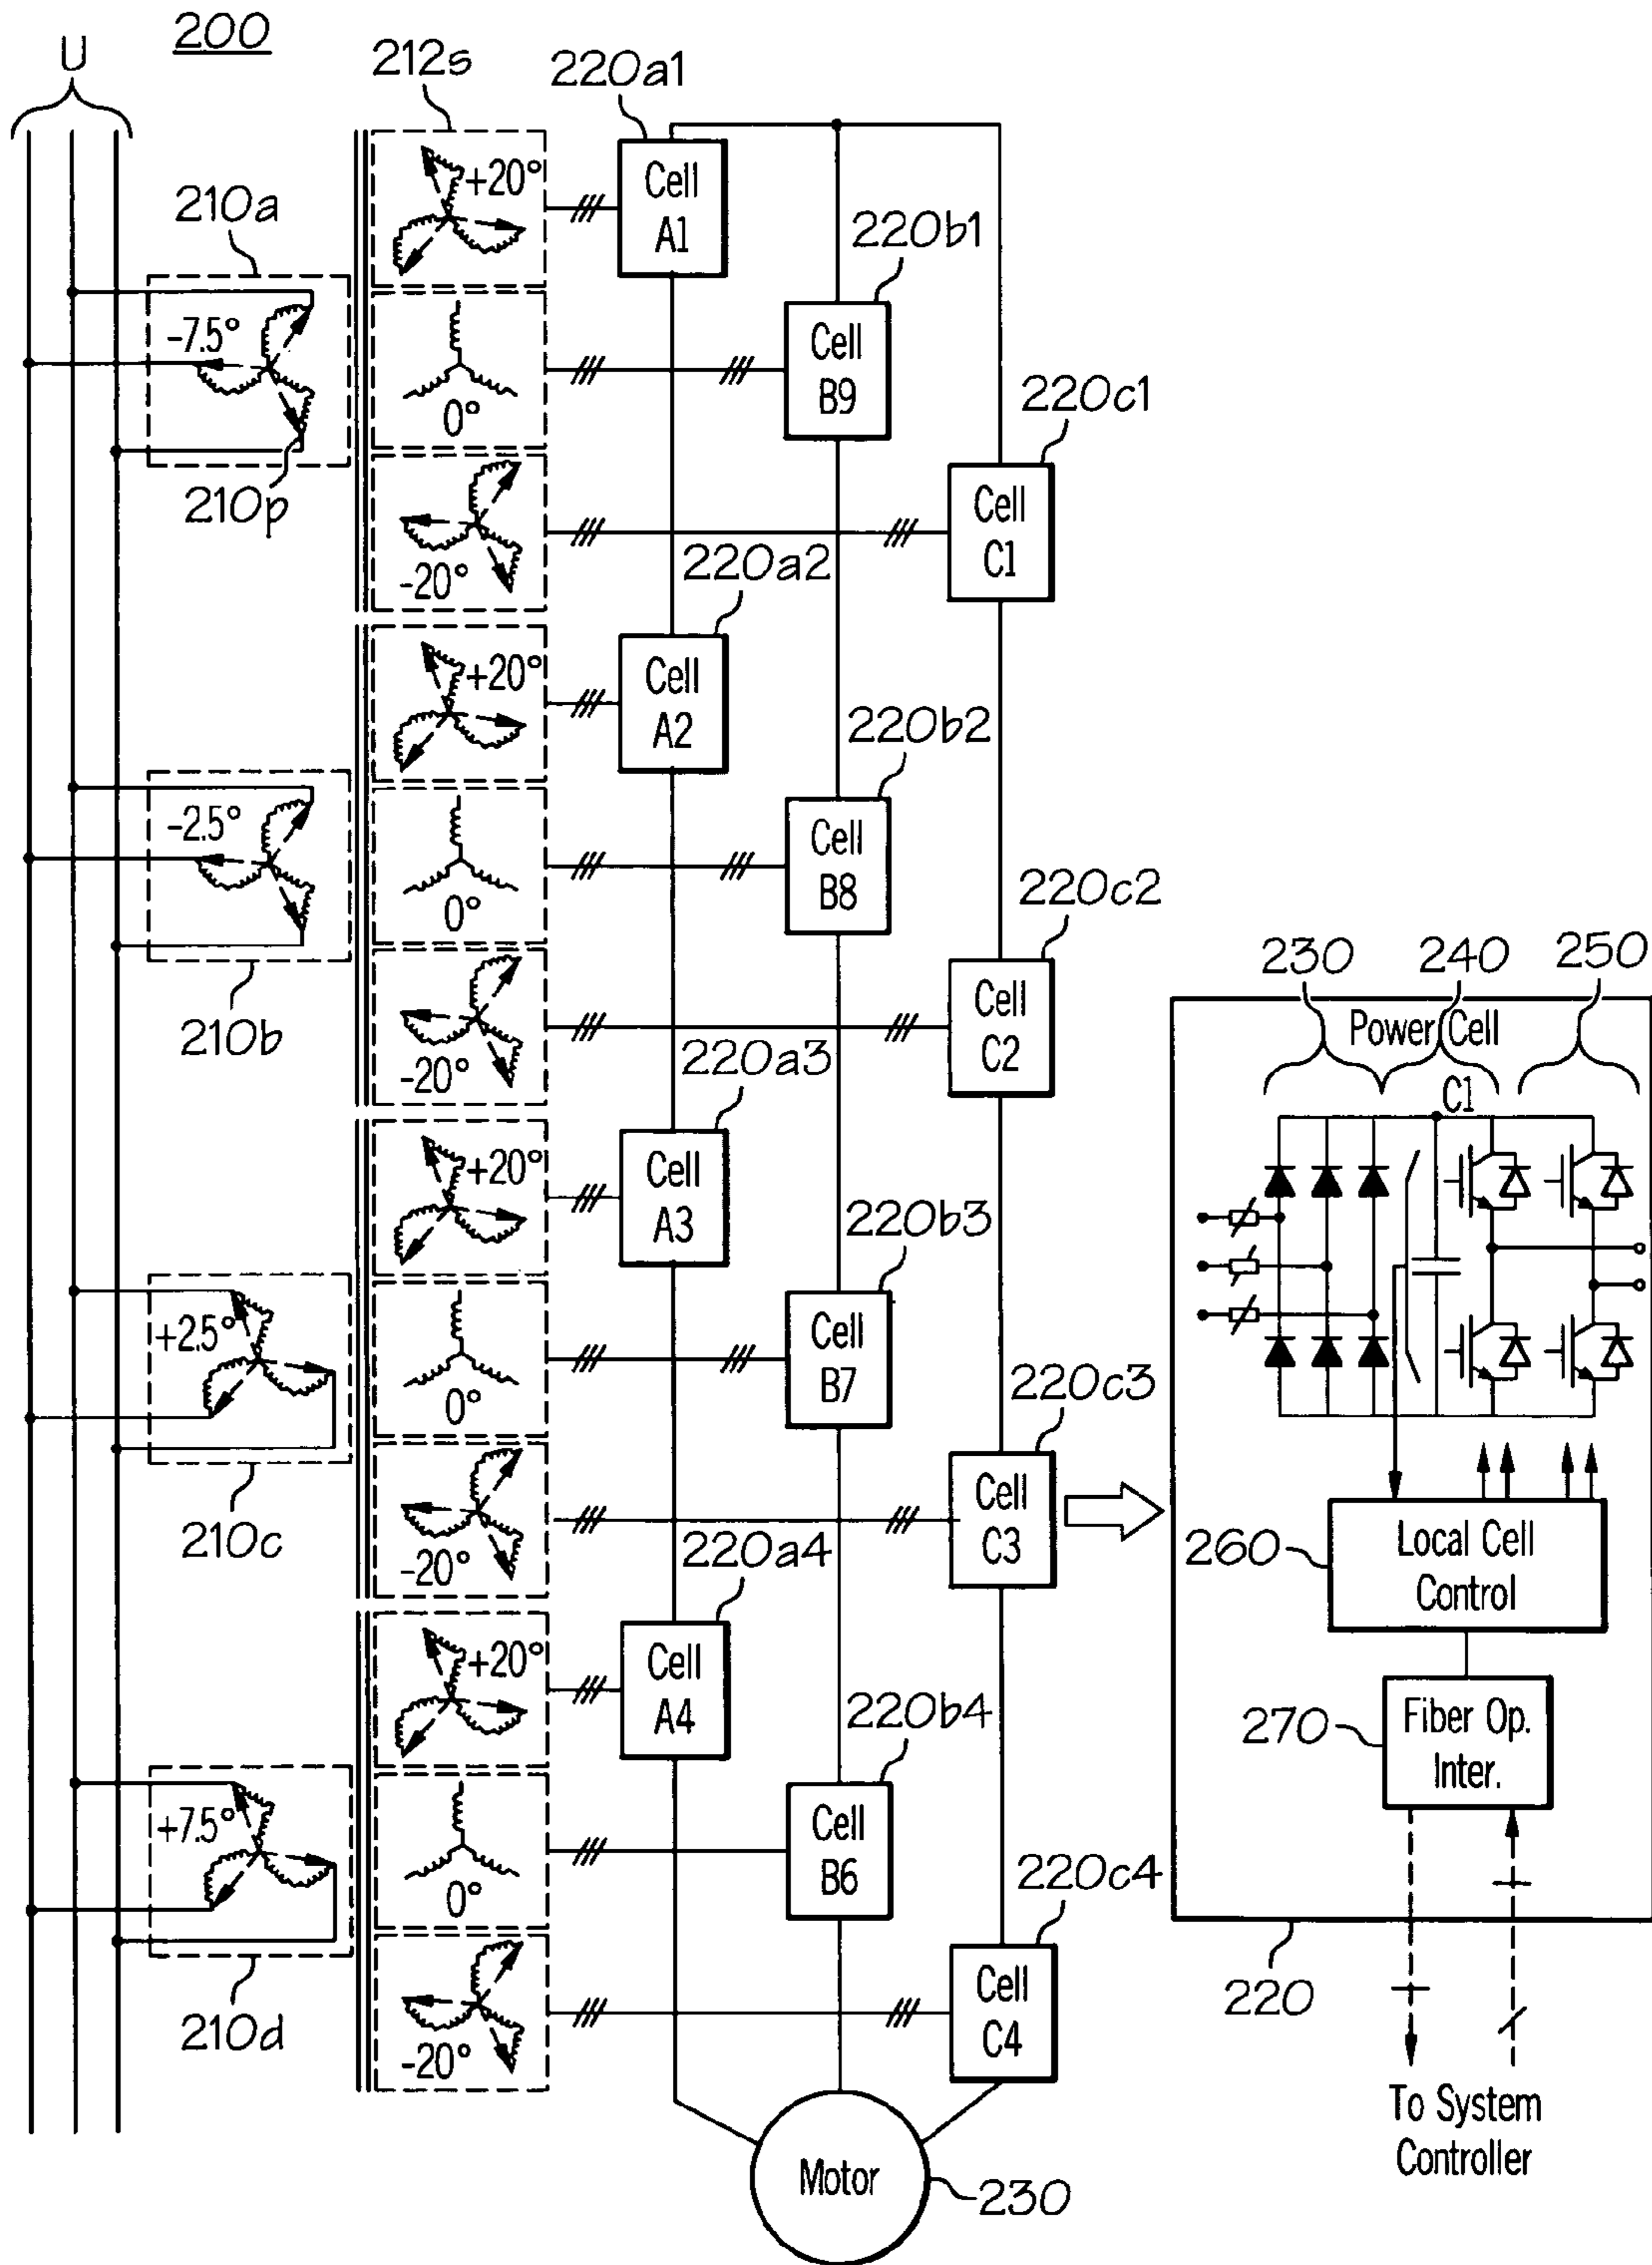 200
U
212s
220a1
+20°
Cell
A1
210a
220b1
-7.5°
Cell
B9
0°
220c1
210p
Cell
C1
-20°
220a2
+20°
Cell
A2
220b2
-2.5°
Cell
B8
0°
220c2
210b
Cell
C2
-20°
220a3
+20°
Cell
A3
220b3
+2.5°
Cell
B7
0°
220c3
210c
Cell
C3
-20°
220a4
+20°
Cell
A4
220b4
+7.5°
Cell
B6
0°
220c4
210d
Cell
C4
-20°
Motor
230
230
240
250
Power Cell
C1
260
Local Cell
Control
270
Fiber Op.
Inter.
220
To System
Controller